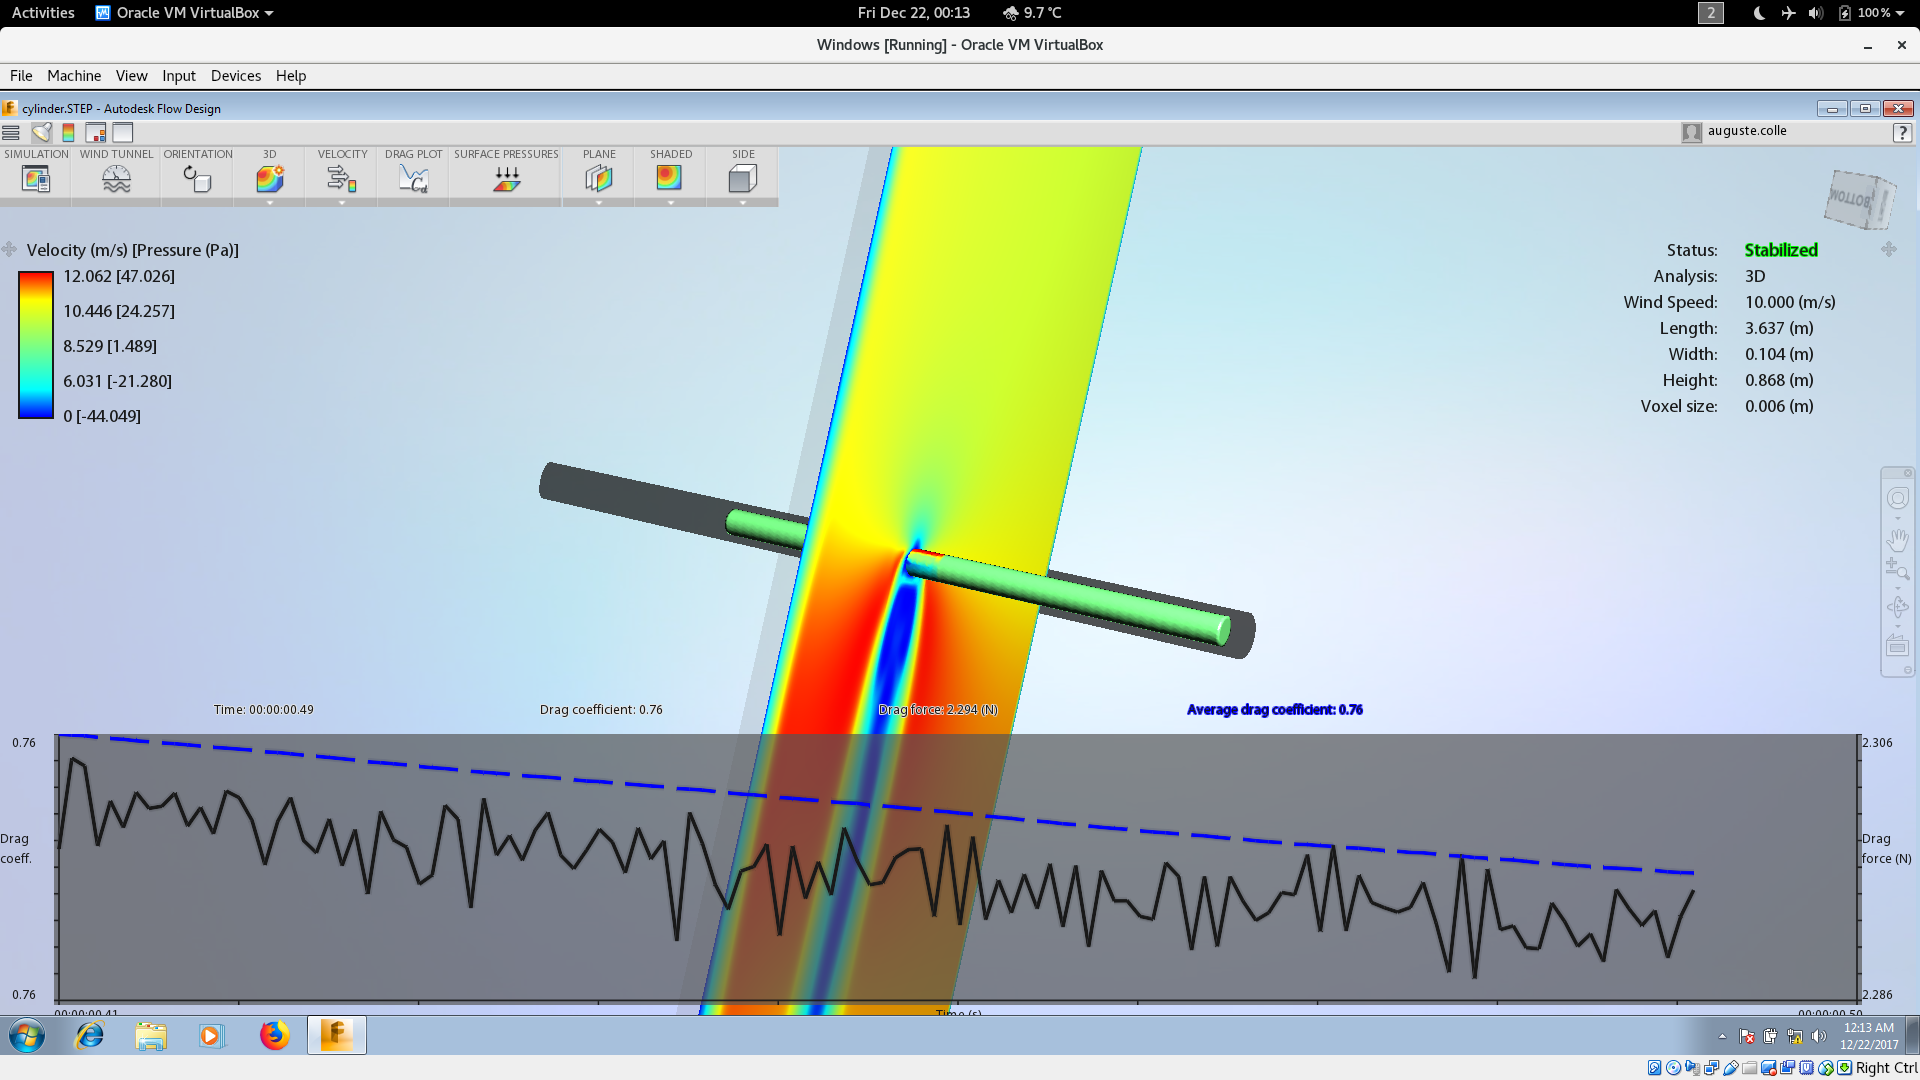 Activities Oracle VM VirtualBox Fri Dec 22, 00:13 9.7 °C 2 100 %
Windows [Running] - Oracle VM VirtualBox
File Machine View Input Devices Help
cylinder.STEP - Autodesk Flow Design
auguste.colle ?
SIMULATION WIND TUNNEL ORIENTATION 3D VELOCITY DRAG PLOT SURFACE PRESSURES PLANE SHADED SIDE
Cd
BOTTOM
Velocity (m/s) [Pressure (Pa)]
12.062 [47.026]
10.446 [24.257]
8.529 [1.489]
6.031 [-21.280]
0 [-44.049]
Status: Stabilized
Analysis: 3D
Wind Speed: 10.000 (m/s)
Length: 3.637 (m)
Width: 0.104 (m)
Height: 0.868 (m)
Voxel size: 0.006 (m)
Time: 00:00:00.49 Drag coefficient: 0.76 Drag force: 2.294 (N) Average drag coefficient: 0.76
0.76 2.306
Drag Drag
coeff. force (N)
0.76 2.286
00:00:00.41 Time (s) 00:00:00.50
12:13 AM
12/22/2017
Right Ctrl